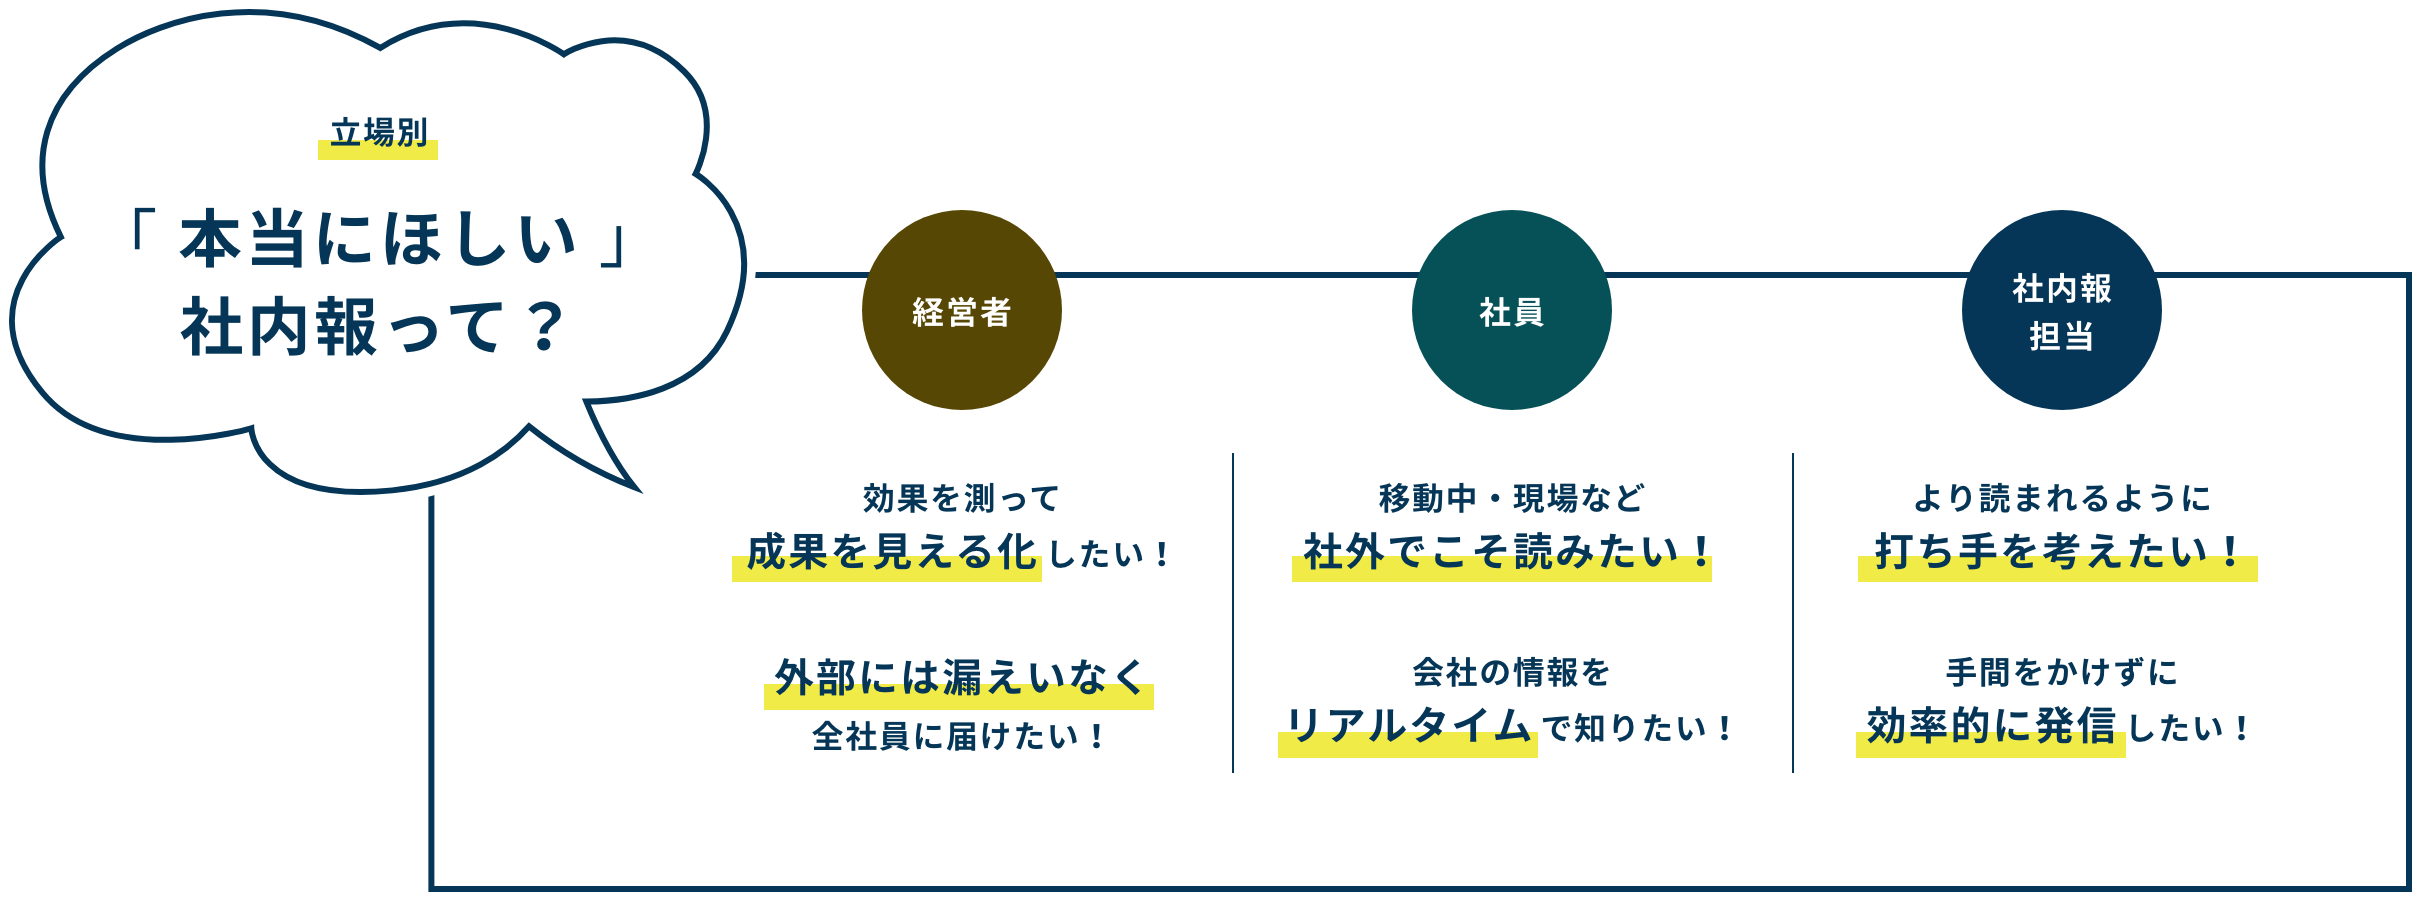 立場別
「本当にほしい」
社内報って？
経営者
効果を測って
成果を見える化したい！
外部には漏えいなく
全社員に届けたい！
社員
移動中・現場など
社外でこそ読みたい！
会社の情報を
リアルタイムで知りたい！
社内報
担当
より読まれるように
打ち手を考えたい！
手間をかけずに
効率的に発信したい！